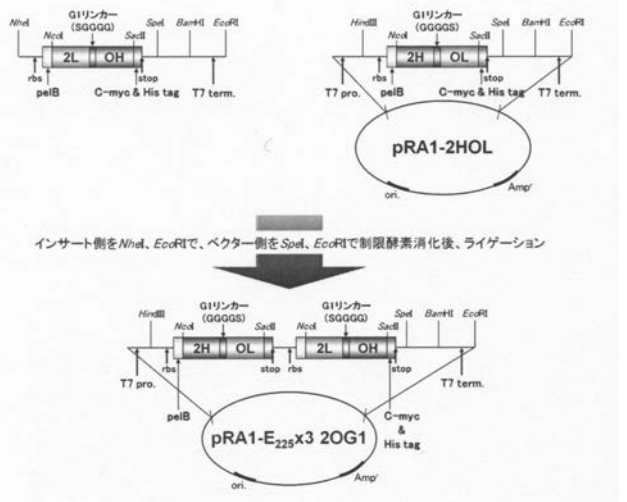 G1リンカー
(SGGGG)
NheI
NcoI
SacII
SpeI
BamHI
EcoRI
2L
OH
rbs
stop
pelB
C-myc & His tag
T7 term.
G1リンカー
(GGGGS)
HindIII
NcoI
SacII
SpeI
BamHI
EcoRI
2H
OL
T7 pro.
rbs
stop
pelB
C-myc & His tag
T7 term.
pRA1-2HOL
ori.
Ampʳ
インサート側をNheI、EcoRIで、ベクター側をSpeI、EcoRIで制限酵素消化後、ライゲーション
G1リンカー
(GGGGS)
G1リンカー
(SGGGG)
HindIII
NcoI
SacII
NcoI
SacII
SpeI
BamHI
EcoRI
2H
OL
2L
OH
T7 pro.
rbs
stop
rbs
stop
T7 term.
pelB
C-myc
&
His tag
pRA1-E₂₂₅x3 2OG1
ori.
Ampʳ